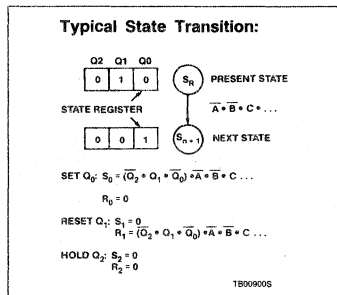 Typical State Transition:
Q2 Q1 Q0
0 1 0
S_R
PRESENT STATE
STATE REGISTER
A̅ • B̅ • C • ...
0 0 1
S_n + 1
NEXT STATE
SET Q₀: S₀ = (Q̅₂ • Q₁ • Q̅₀) • A̅ • B̅ • C ...
R₀ = 0
RESET Q₁: S₁ = 0
R₁ = (Q̅₂ • Q₁ • Q̅₀) • A̅ • B̅ • C ...
HOLD Q₂: S₂ = 0
R₂ = 0
TB00900S